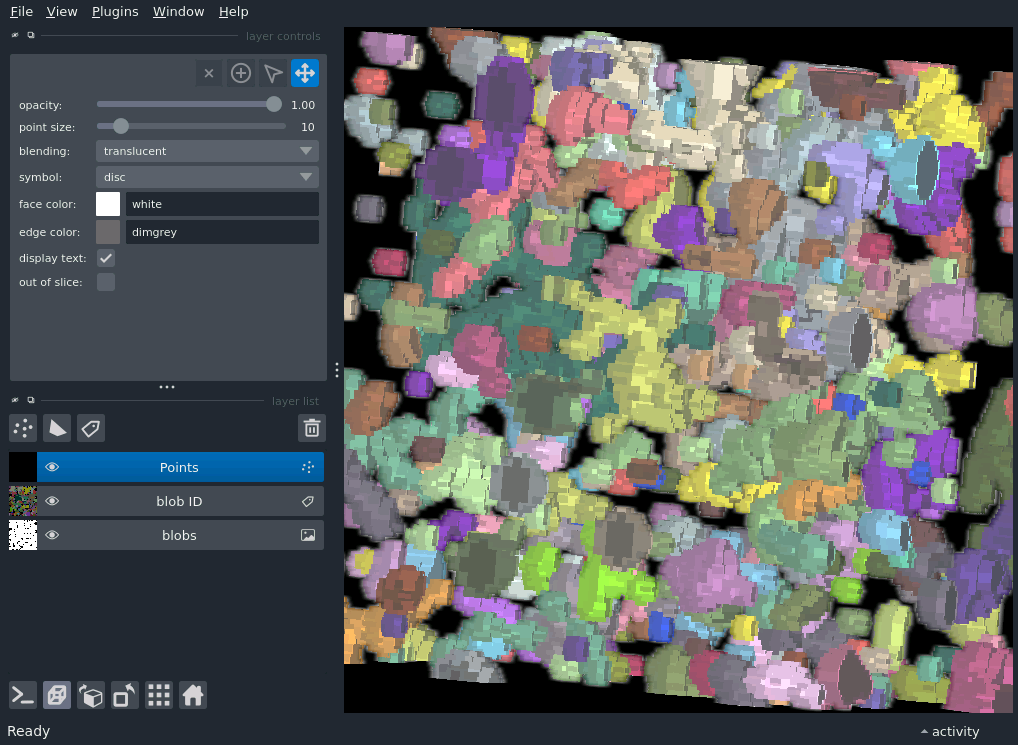 File View Plugins Window Help
layer controls
opacity: 1.00
point size: 10
blending: translucent
symbol: disc
face color: white
edge color: dimgrey
display text:
out of slice:
layer list
Points
blob ID
blobs
Ready
activity